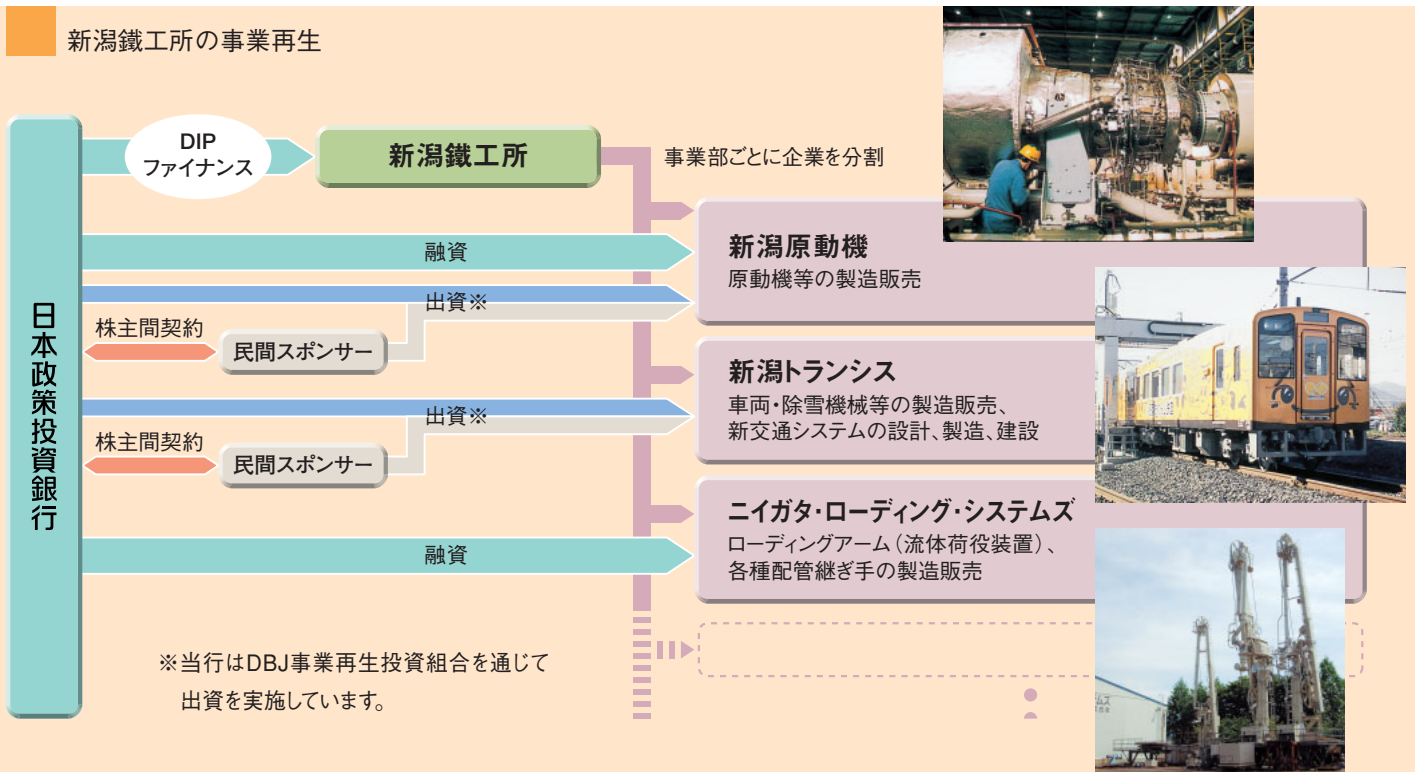 新潟鐵工所の事業再生
DIP
ファイナンス
新潟鐵工所
事業部ごとに企業を分割
日本政策投資銀行
融資
新潟原動機
原動機等の製造販売
出資※
株主間契約
民間スポンサー
新潟トランシス
車両・除雪機械等の製造販売、
新交通システムの設計、製造、建設
出資※
株主間契約
民間スポンサー
ニイガタ・ローディング・システムズ
ローディングアーム（流体荷役装置）、
各種配管継ぎ手の製造販売
融資
※当行はDBJ事業再生投資組合を通じて
出資を実施しています。